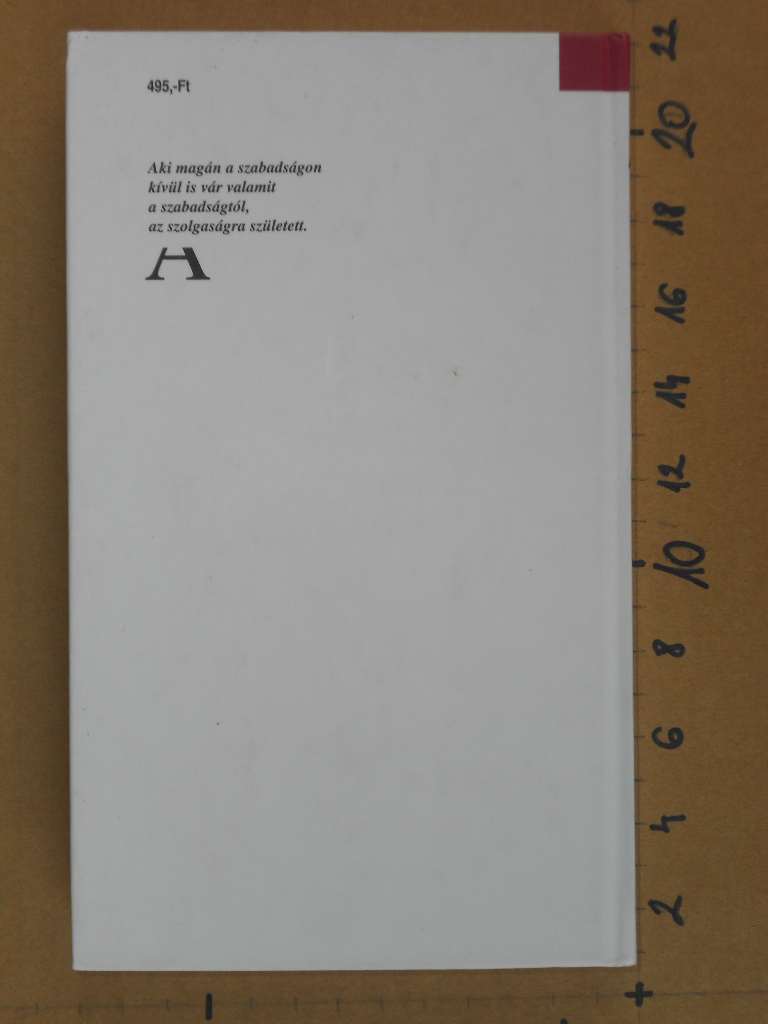 495,-Ft
Aki magán a szabadságon
kívül is vár valamit
a szabadságtól,
az szolgaságra született.
22
20
18
16
14
12
10
8
6
4
2